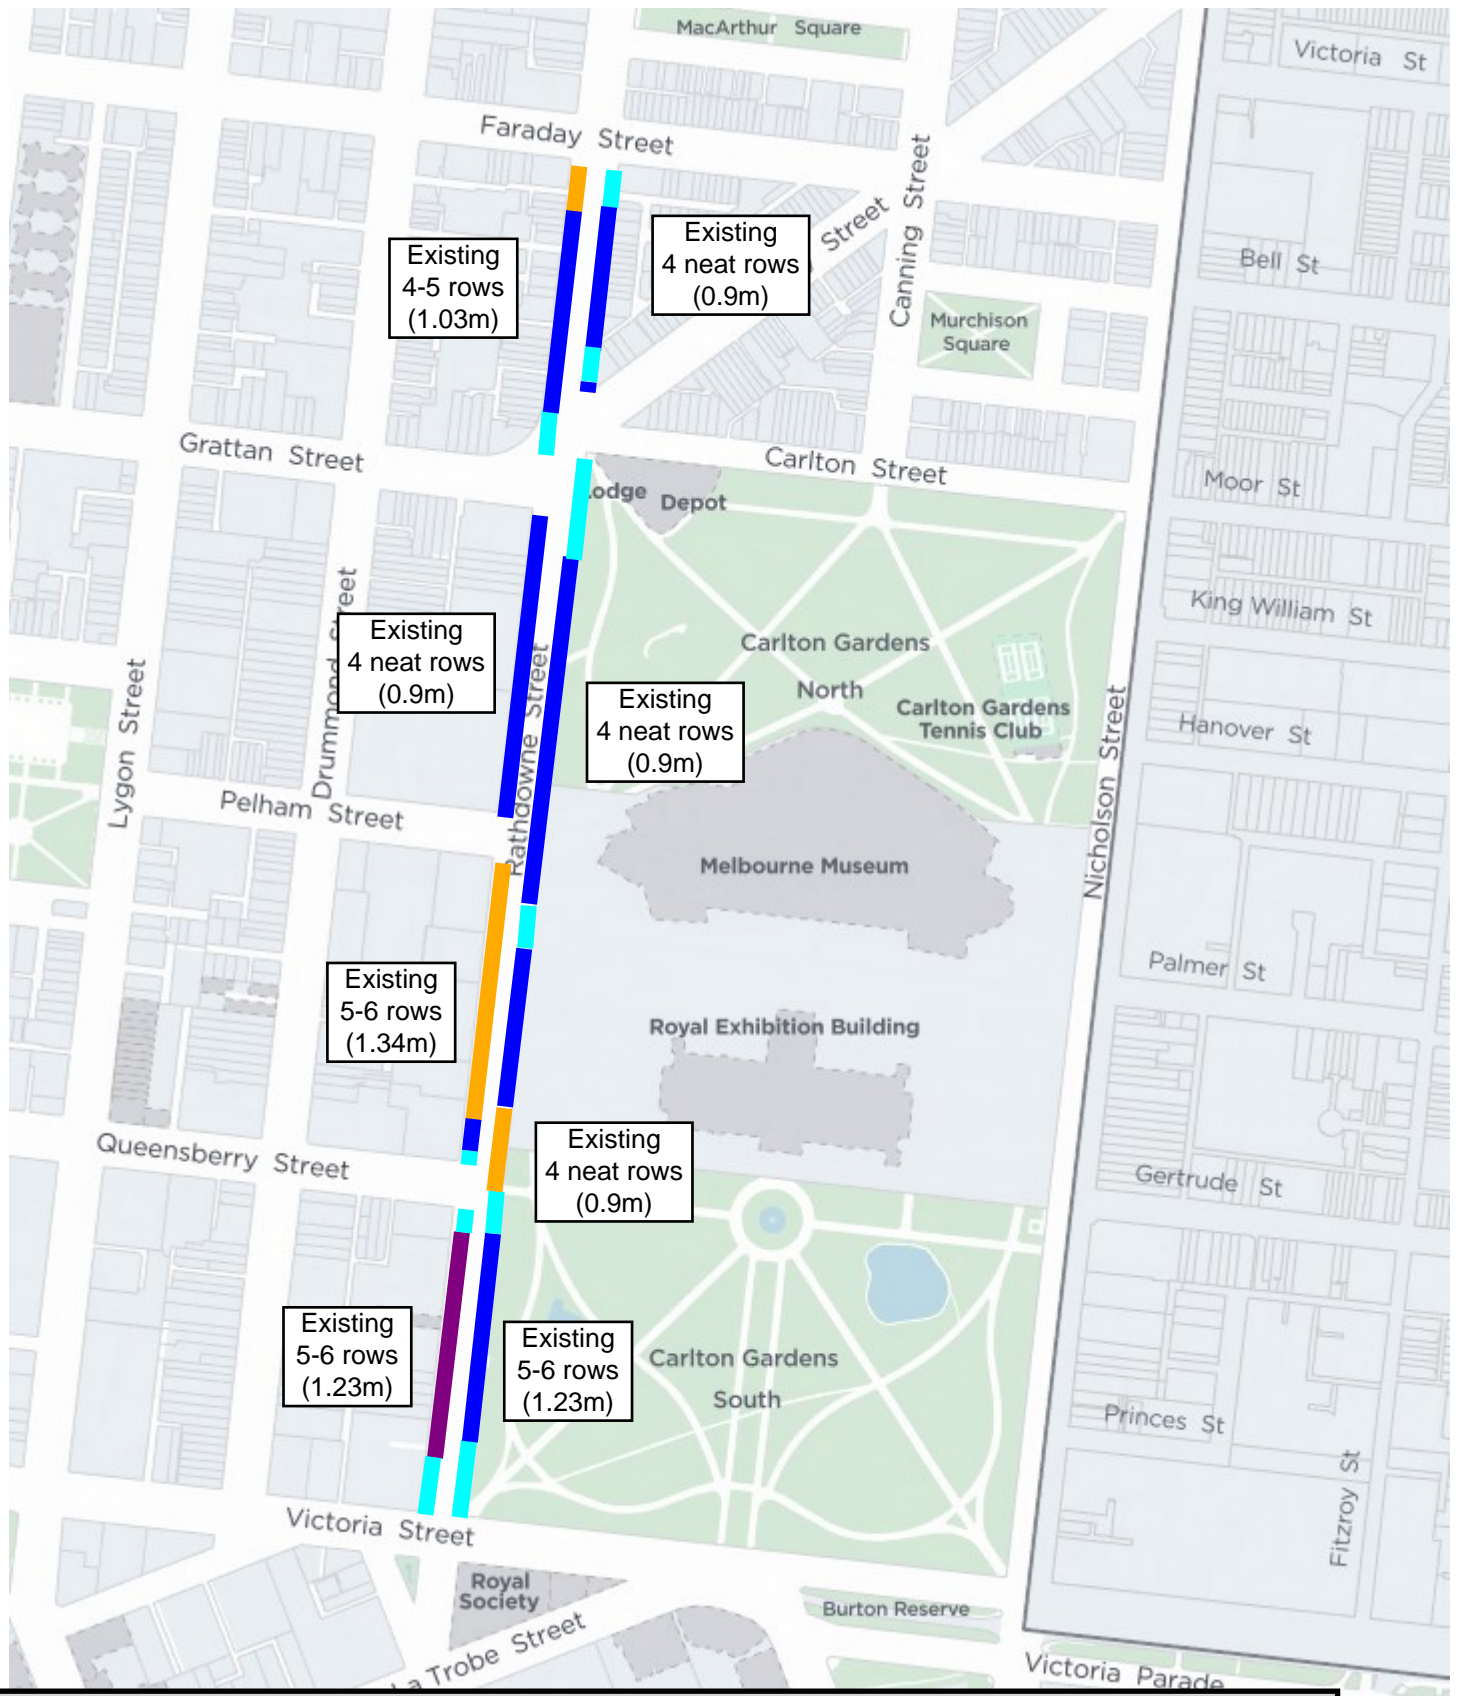 MacArthur Square
Victoria St
Faraday Street
Canning Street
Street
Existing
4 neat rows
(0.9m)
Existing
4-5 rows
(1.03m)
Bell St
Murchison
Square
Grattan Street
Carlton Street
Lodge
Depot
Moor St
King William St
Drummond Street
Existing
4 neat rows
(0.9m)
Rathdowne Street
Carlton Gardens
North
Carlton Gardens
Tennis Club
Existing
4 neat rows
(0.9m)
Lygon Street
Nicholson Street
Hanover St
Pelham Street
Melbourne Museum
Palmer St
Existing
5-6 rows
(1.34m)
Royal Exhibition Building
Queensberry Street
Existing
4 neat rows
(0.9m)
Gertrude St
Existing
5-6 rows
(1.23m)
Existing
5-6 rows
(1.23m)
Carlton Gardens
South
Princes St
Fitzroy St
Victoria Street
Royal
Society
Burton Reserve
La Trobe Street
Victoria Parade